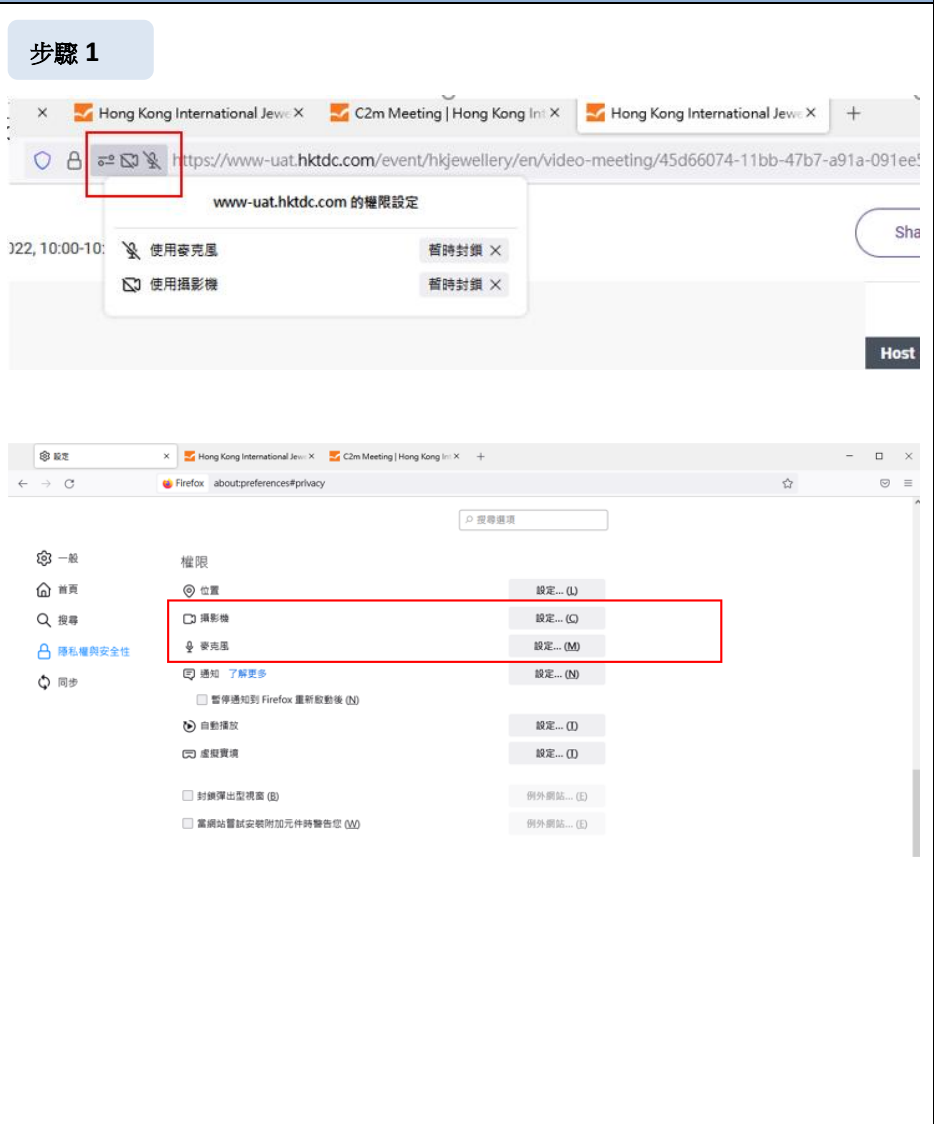 步驟 1
Hong Kong International Jewe
C2m Meeting | Hong Kong Int
Hong Kong International Jewe
https://www-uat.hktdc.com/event/hkjewellery/en/video-meeting/45d66074-11bb-47b7-a91a-091ee5
www-uat.hktdc.com 的權限設定
022, 10:00-10:
Sha
使用麥克風 暫時封鎖
使用攝影機 暫時封鎖
Host
設定 Hong Kong International Jewe C2m Meeting | Hong Kong Int
Firefox about:preferences#privacy
搜尋選項
一般
首頁
搜尋
隱私權與安全性
同步
權限
位置 設定... (L)
攝影機 設定... (C)
麥克風 設定... (M)
通知 了解更多 設定... (N)
暫停通知到 Firefox 重新啟動後 (N)
自動播放 設定... (I)
虛擬實境 設定... (I)
封鎖彈出型視窗 (B) 例外網站... (E)
當網站嘗試安裝附加元件時警告您 (W) 例外網站... (E)